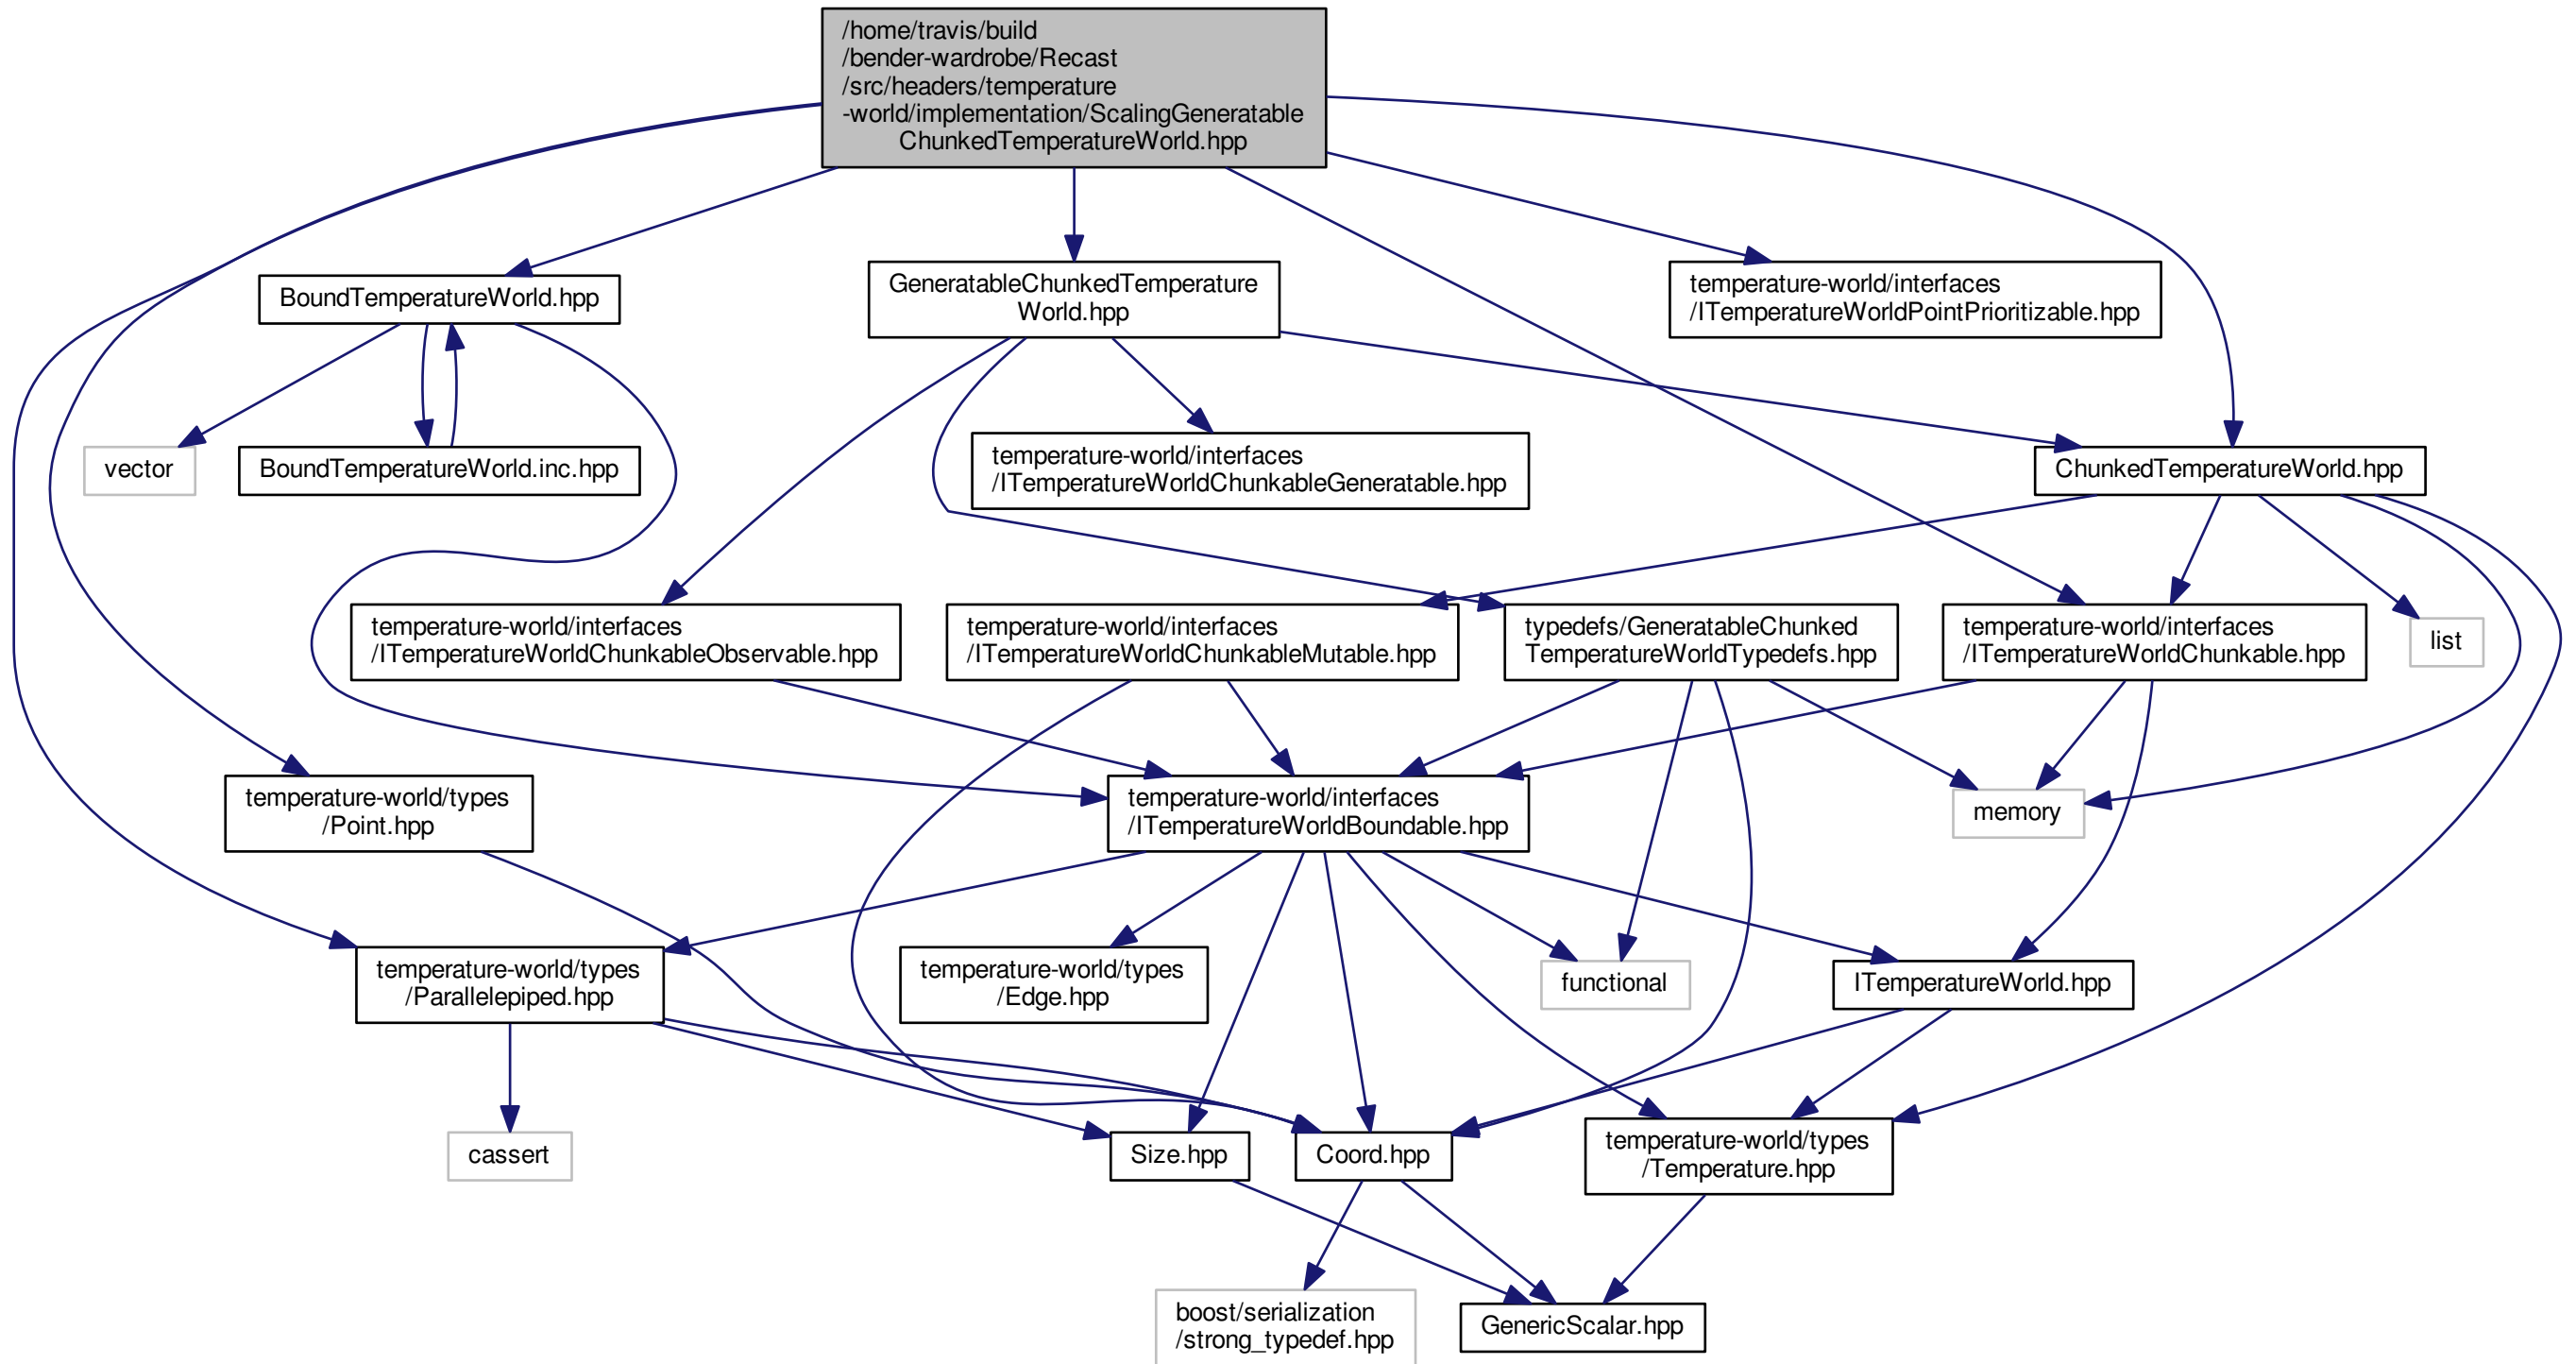 /home/travis/build
/bender-wardrobe/Recast
/src/headers/temperature
-world/implementation/ScalingGeneratable
ChunkedTemperatureWorld.hpp
BoundTemperatureWorld.hpp
GeneratableChunkedTemperature
World.hpp
temperature-world/interfaces
/ITemperatureWorldPointPrioritizable.hpp
vector
BoundTemperatureWorld.inc.hpp
temperature-world/interfaces
/ITemperatureWorldChunkableGeneratable.hpp
ChunkedTemperatureWorld.hpp
temperature-world/interfaces
/ITemperatureWorldChunkableObservable.hpp
temperature-world/interfaces
/ITemperatureWorldChunkableMutable.hpp
typedefs/GeneratableChunked
TemperatureWorldTypedefs.hpp
temperature-world/interfaces
/ITemperatureWorldChunkable.hpp
list
temperature-world/types
/Point.hpp
temperature-world/interfaces
/ITemperatureWorldBoundable.hpp
memory
temperature-world/types
/Parallelepiped.hpp
temperature-world/types
/Edge.hpp
functional
ITemperatureWorld.hpp
cassert
Size.hpp
Coord.hpp
temperature-world/types
/Temperature.hpp
boost/serialization
/strong_typedef.hpp
GenericScalar.hpp